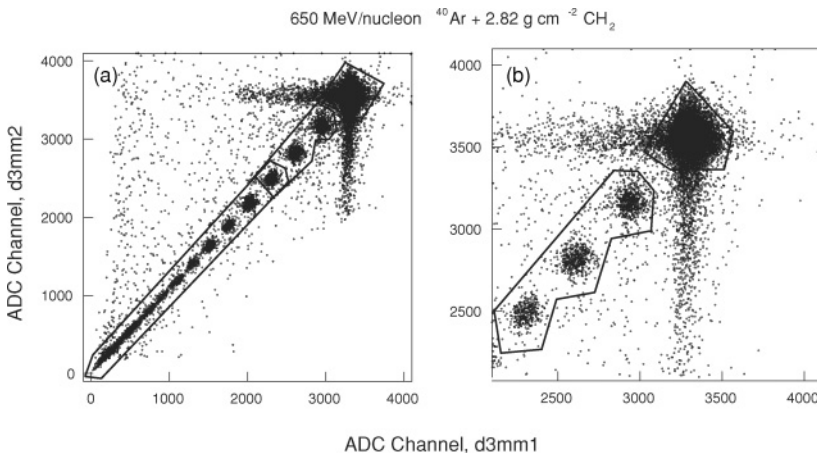 650 MeV/nucleon ⁴⁰Ar + 2.82 g cm ⁻² CH₂
(a)
(b)
ADC Channel, d3mm2
4000
3000
2000
1000
0
0 1000 2000 3000 4000
4000
3500
3000
2500
2500 3000 3500 4000
ADC Channel, d3mm1